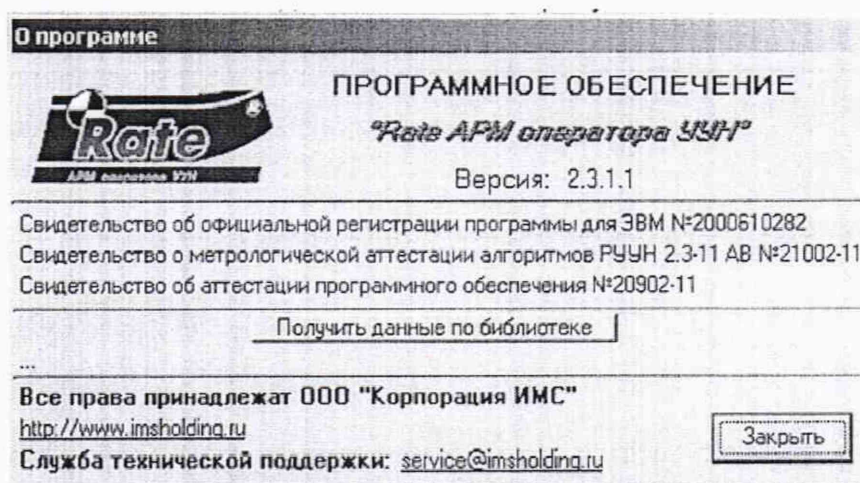 О программе
Rate
АРМ оператора УУН
ПРОГРАММНОЕ ОБЕСПЕЧЕНИЕ
"Rate АРМ оператора УУН"
Версия: 2.3.1.1
Свидетельство об официальной регистрации программы для ЭВМ №2000610282
Свидетельство о метрологической аттестации алгоритмов РУУН 2.3-11 АВ №21002-11
Свидетельство об аттестации программного обеспечения №20902-11
Получить данные по библиотеке
...
Все права принадлежат ООО "Корпорация ИМС"
http://www.imsholding.ru
Служба технической поддержки: service@imsholding.ru
Закрыть